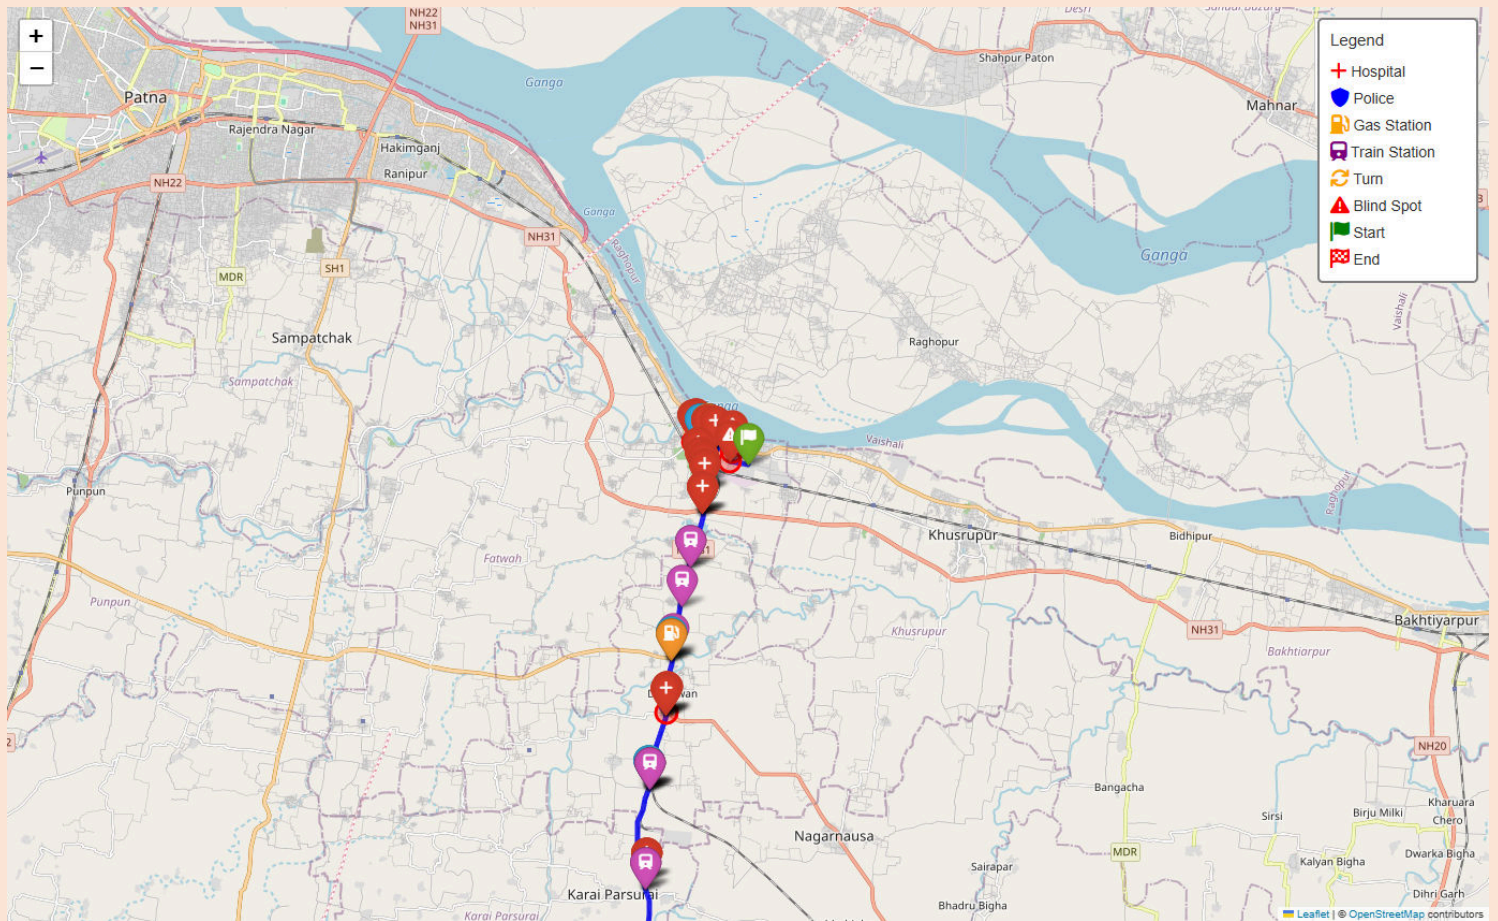 +
−
NH22
NH31
Desri
Shahpur Paton
Ganga
Patna
Mahnar
Rajendra Nagar
Hakimganj
Ranipur
NH22
Ganga
NH31
Raghopur
Ganga
SH1
MDR
Vaishali
Sampatchak
Raghopur
Sampatchak
Vaishali
Raghopur
Punpun
Khusrupur
Bidhipur
Fatwah
Punpun
Khusrupur
NH31
Bakhtiyarpur
Bakhtiarpur
2
NH20
Bangacha
Sirsi
Birju Milki
Kharuara
Chero
Nagarnausa
MDR
Sairapar
Kalyan Bigha
Dwarka Bigha
Karai Parsurai
Bhadru Bigha
Dihri Garh
Karai Parsurai
Legend
Hospital
Police
Gas Station
Train Station
Turn
Blind Spot
Start
End
Leaflet | © OpenStreetMap contributors